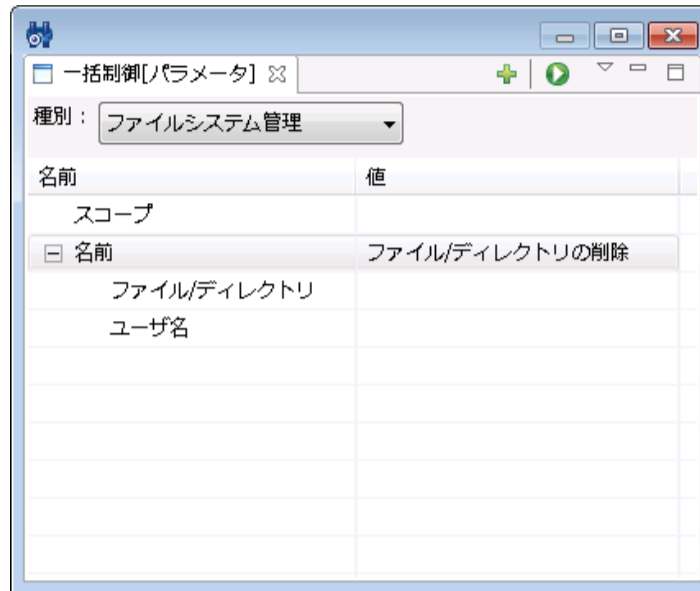 一括制御[パラメータ]
種別：ファイルシステム管理
名前 値
スコープ
名前 ファイル/ディレクトリの削除
ファイル/ディレクトリ
ユーザ名